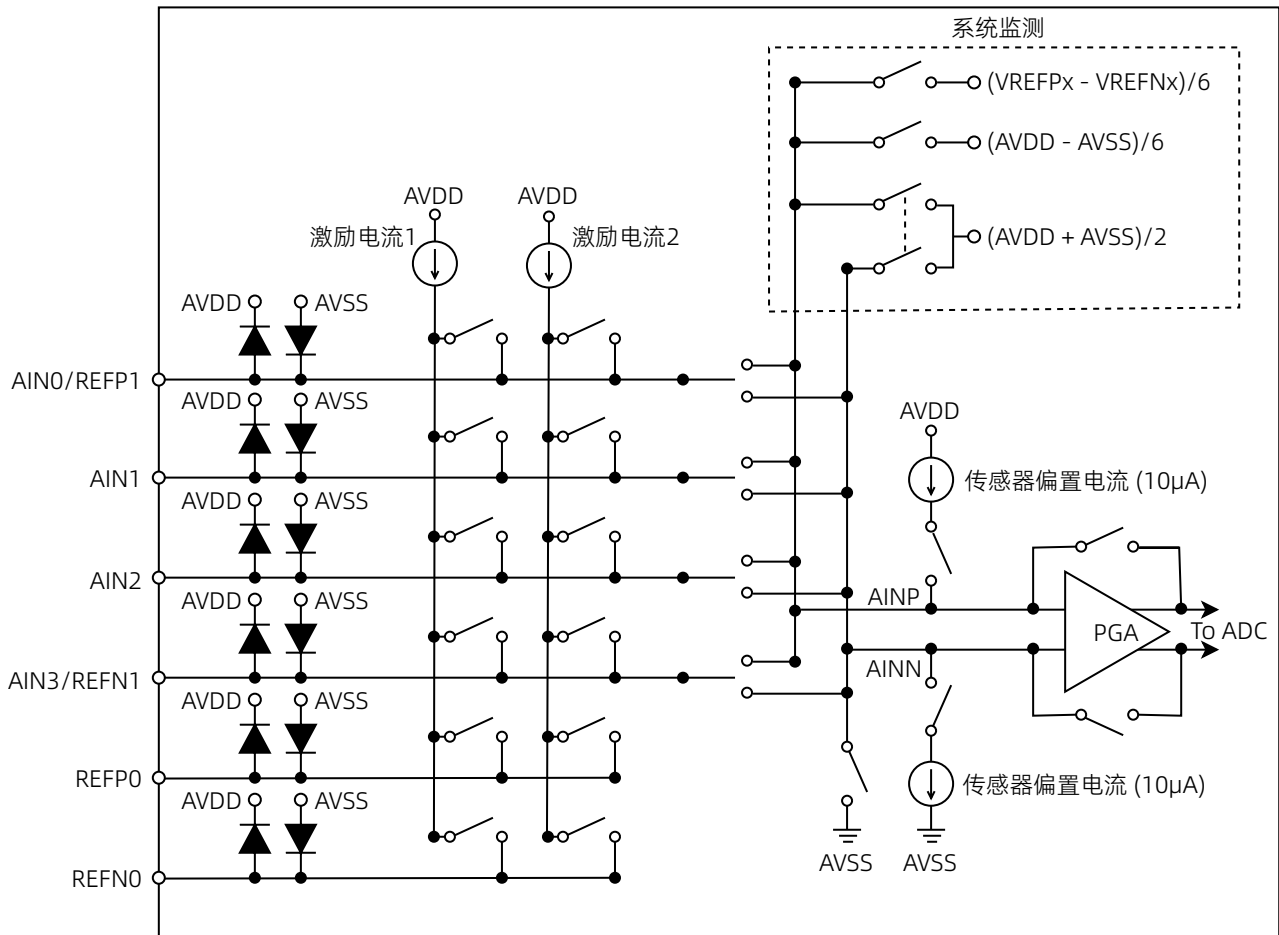 系统监测
(VREFPx - VREFNx)/6
(AVDD - AVSS)/6
(AVDD + AVSS)/2
AVDD
AVDD
激励电流1
激励电流2
AVDD AVSS
AIN0/REFP1
AVDD AVSS
AIN1
AVDD AVSS
AIN2
AVDD AVSS
AIN3/REFN1
AVDD AVSS
REFP0
AVDD AVSS
REFN0
AVDD
传感器偏置电流 (10μA)
AINP
PGA
To ADC
AINN
传感器偏置电流 (10μA)
AVSS
AVSS